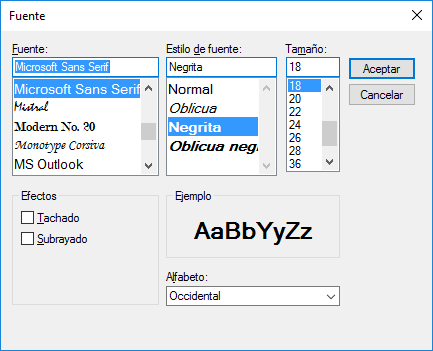 Fuente
Fuente:
Estilo de fuente:
Tamaño:
Microsoft Sans Serif
Negrita
18
Aceptar
Cancelar
Microsoft Sans Serif
Mistral
Modern No. 20
Monotype Corsiva
MS Outlook
Normal
Oblicua
Negrita
Oblicua negi
18
20
22
24
26
28
36
Efectos
Tachado
Subrayado
Ejemplo
AaBbYyZz
Alfabeto:
Occidental